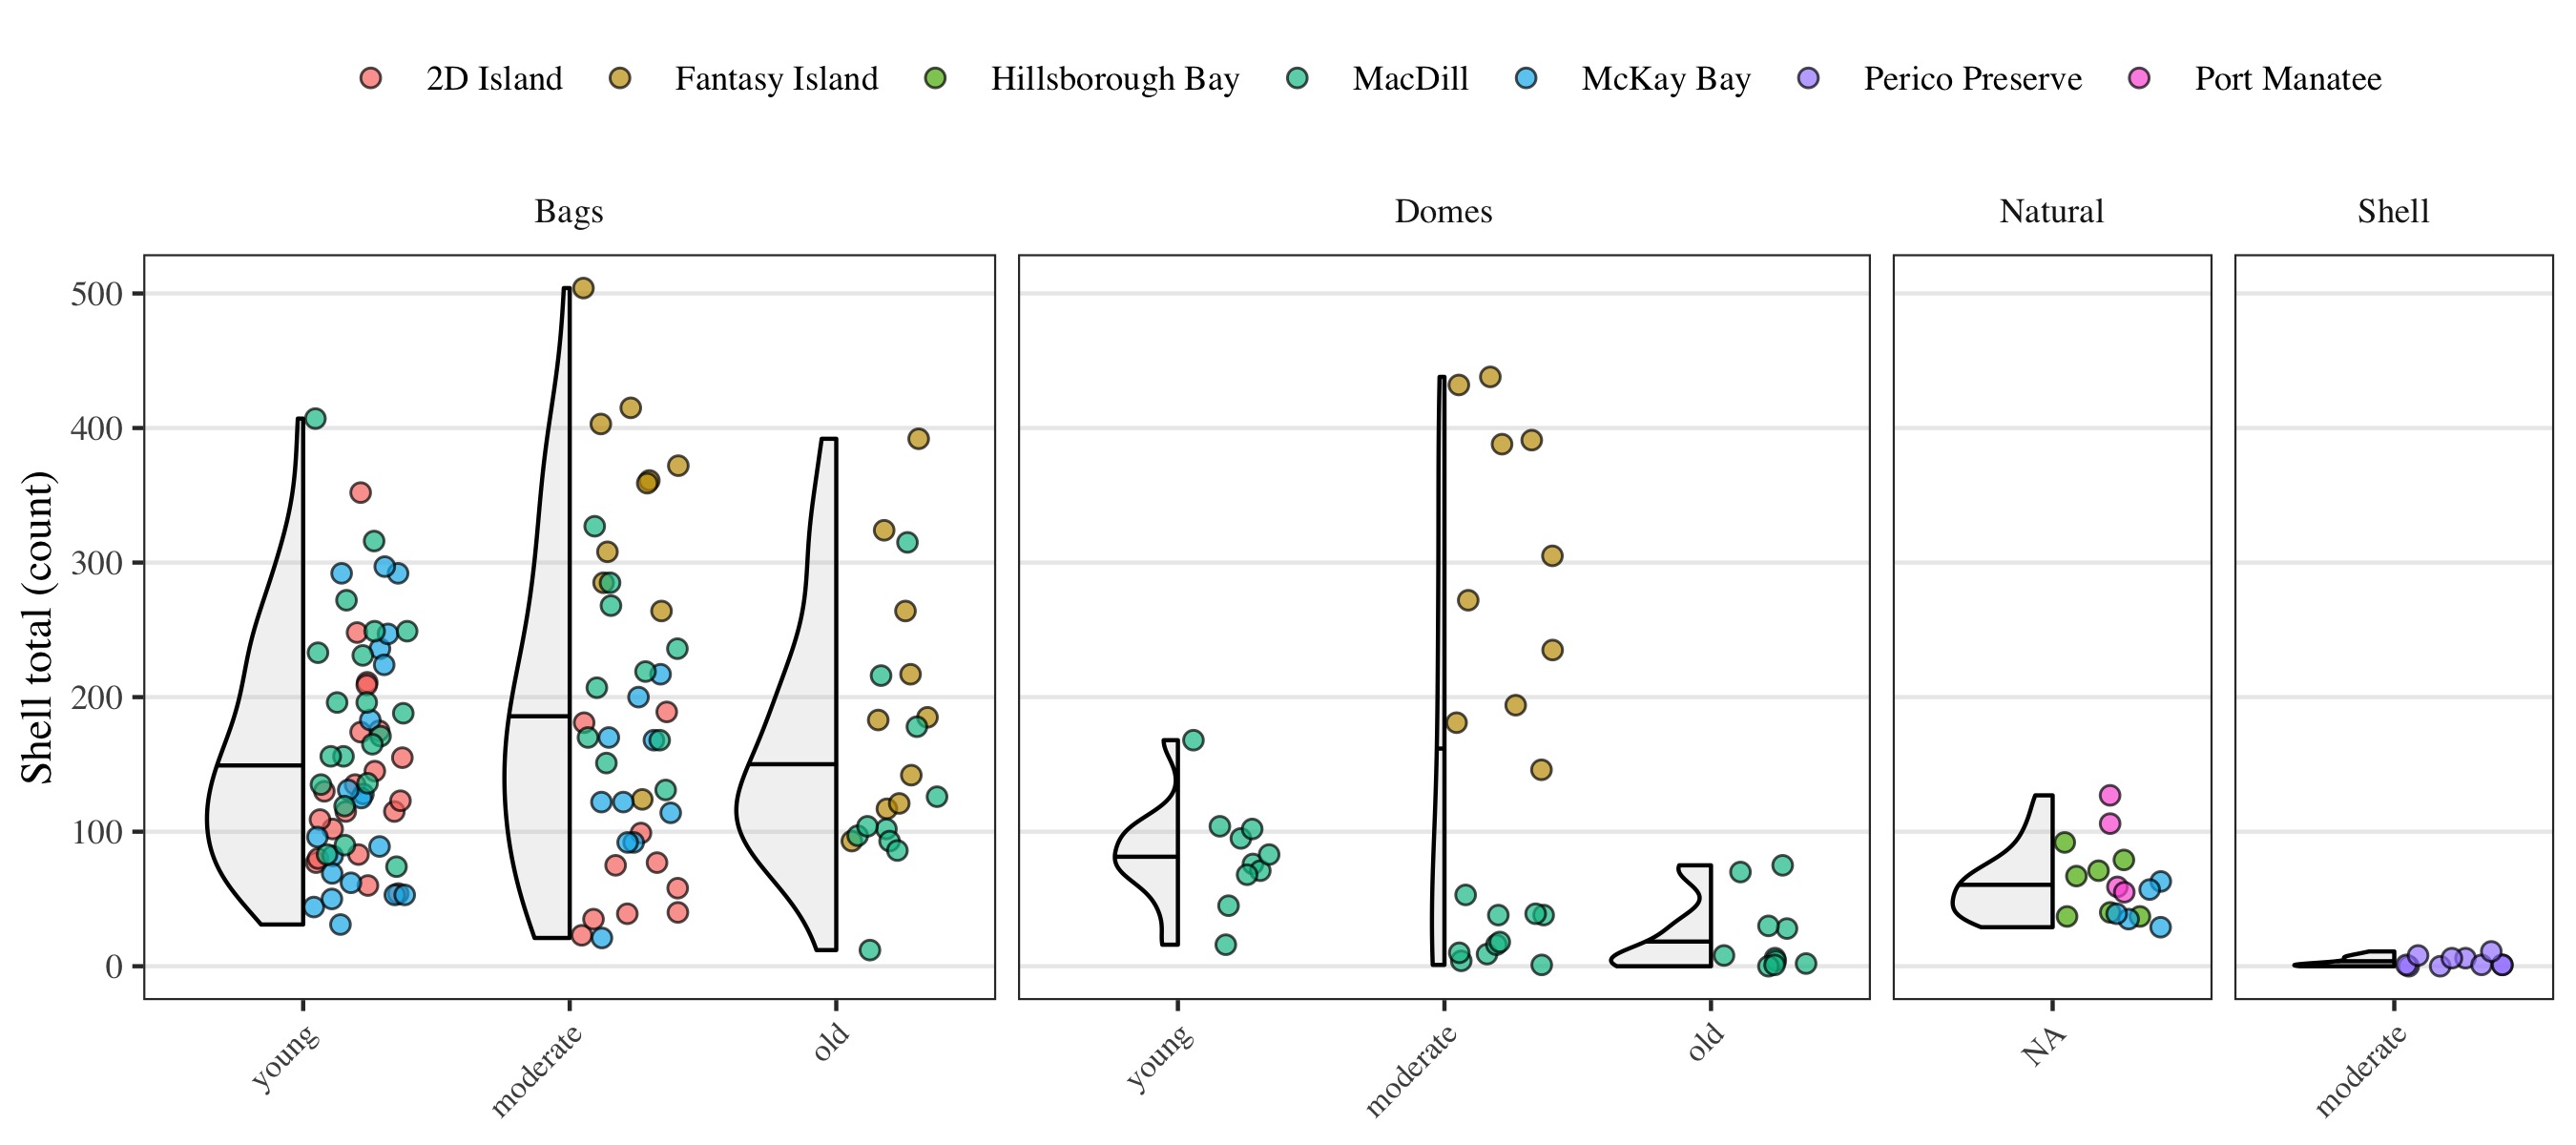 2D Island Fantasy Island Hillsborough Bay MacDill McKay Bay Perico Preserve Port Manatee
Bags Domes Natural Shell
Shell total (count)
500
400
300
200
100
0
young moderate old young moderate old NA moderate